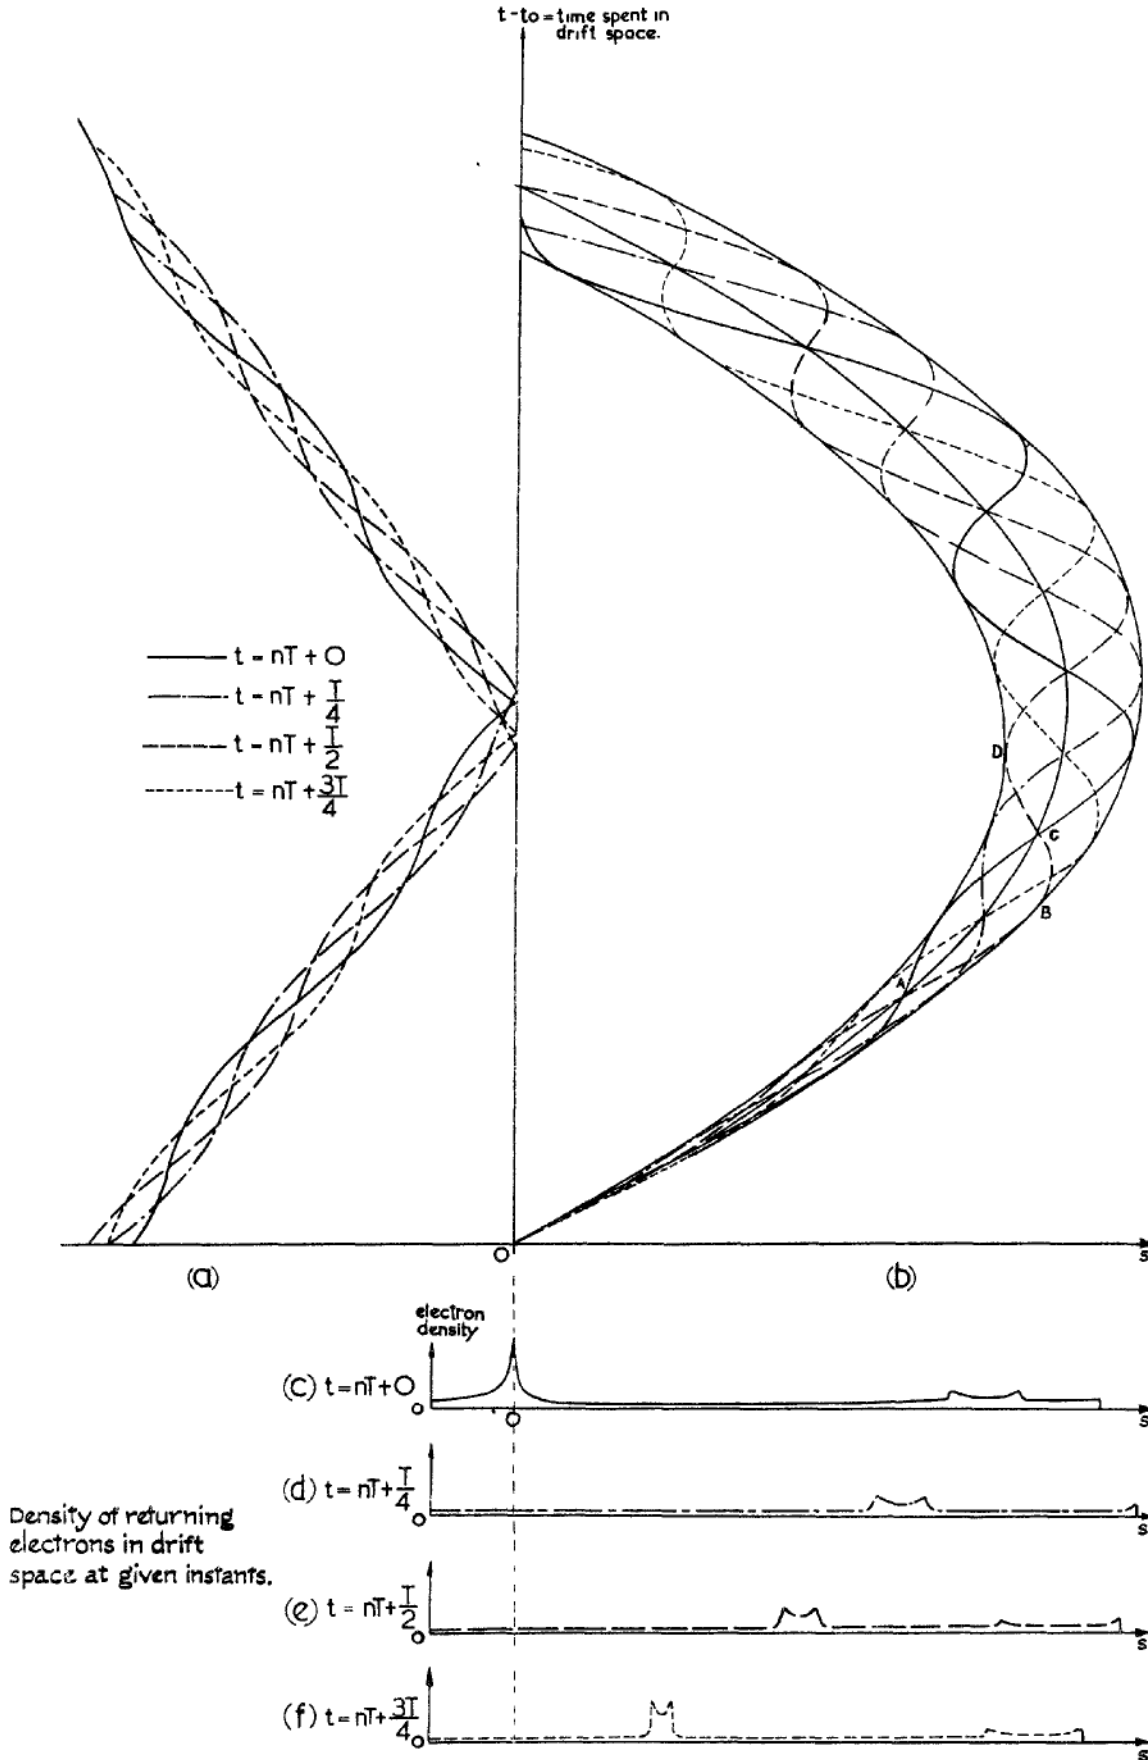 t-to = time spent in
drift space.
t = nT + O
t = nT + T/4
t = nT + T/2
t = nT + 3T/4
D
C
A
B
O
s
(a)
(b)
electron
density
(c) t = nT + O
O
O
s
(d) t = nT + T/4
O
s
Density of returning
electrons in drift
space at given instants.
(e) t = nT + T/2
O
s
(f) t = nT + 3T/4
O
s